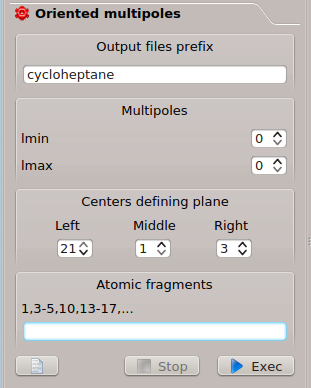 Oriented multipoles
Output files prefix
cycloheptane
Multipoles
lmin 0
lmax 0
Centers defining plane
Left Middle Right
21 1 3
Atomic fragments
1,3-5,10,13-17,...
Stop Exec